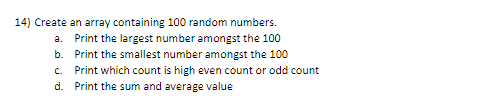 14) Create an array containing 100 random numbers.
a. Print the largest number amongst the 100
b. Print the smallest number amongst the 100
c. Print which count is high even count or odd count
d. Print the sum and average value